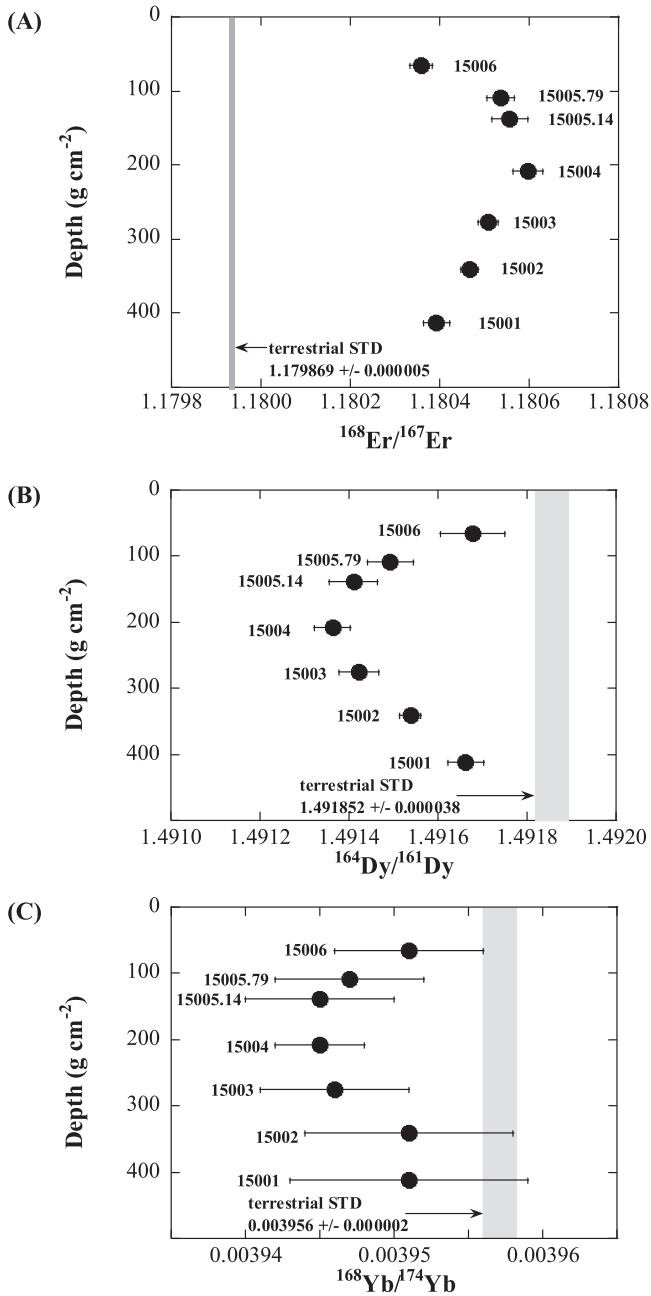 (A)
0
100
200
300
400
Depth (g cm-2)
15006
15005.79
15005.14
15004
15003
15002
15001
terrestrial STD
1.179869 +/- 0.000005
1.1798 1.1800 1.1802 1.1804 1.1806 1.1808
168Er/167Er
(B)
0
100
200
300
400
Depth (g cm-2)
15006
15005.79
15005.14
15004
15003
15002
15001
terrestrial STD
1.491852 +/- 0.000038
1.4910 1.4912 1.4914 1.4916 1.4918 1.4920
164Dy/161Dy
(C)
0
100
200
300
400
Depth (g cm-2)
15006
15005.79
15005.14
15004
15003
15002
15001
terrestrial STD
0.003956 +/- 0.000002
0.00394 0.00395 0.00396
168Yb/174Yb